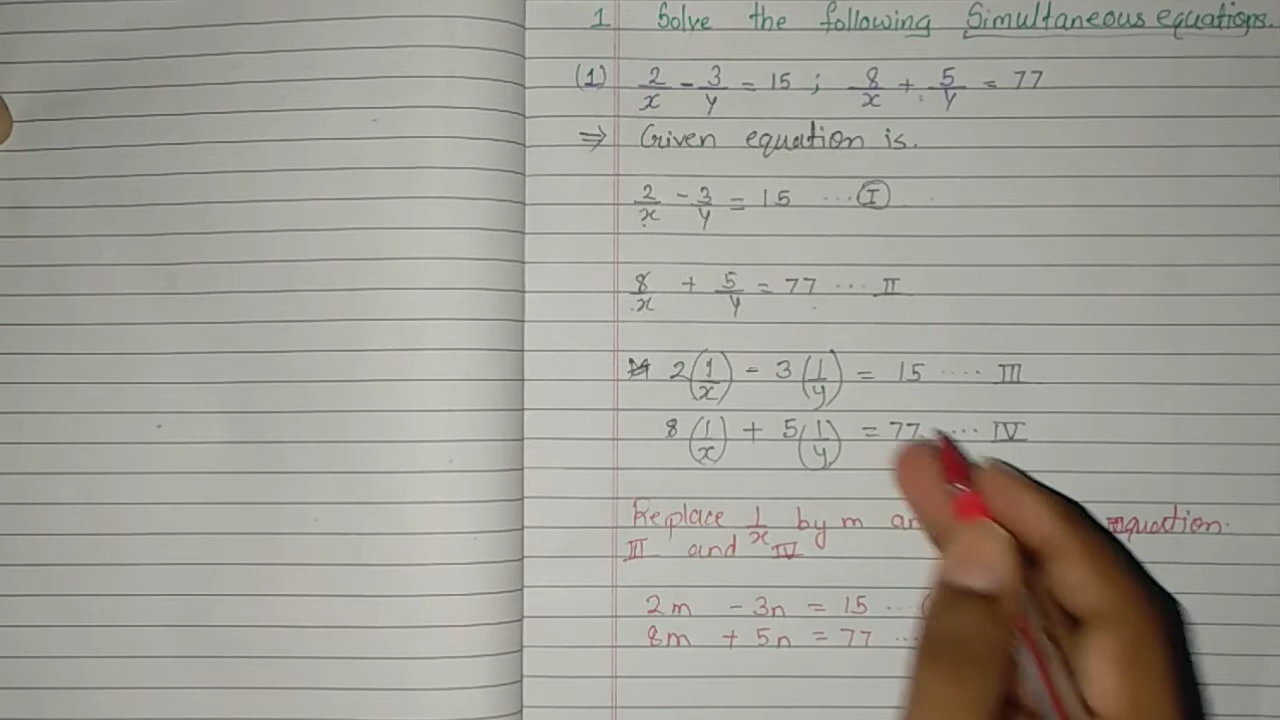 1 Solve the following Simultaneous equations.
(1) 2/x - 3/y = 15 ; 8/x + 5/y = 77
⇒ Given equation is.
2/x - 3/y = 15 ... Ⓘ
8/x + 5/y = 77 ... II
2(1/x) - 3(1/y) = 15 .... III
8(1/x) + 5(1/y) = 77 .... IV
Replace 1/x by m equation.
III and IV
2m - 3n = 15 ..
8m + 5n = 77 ...